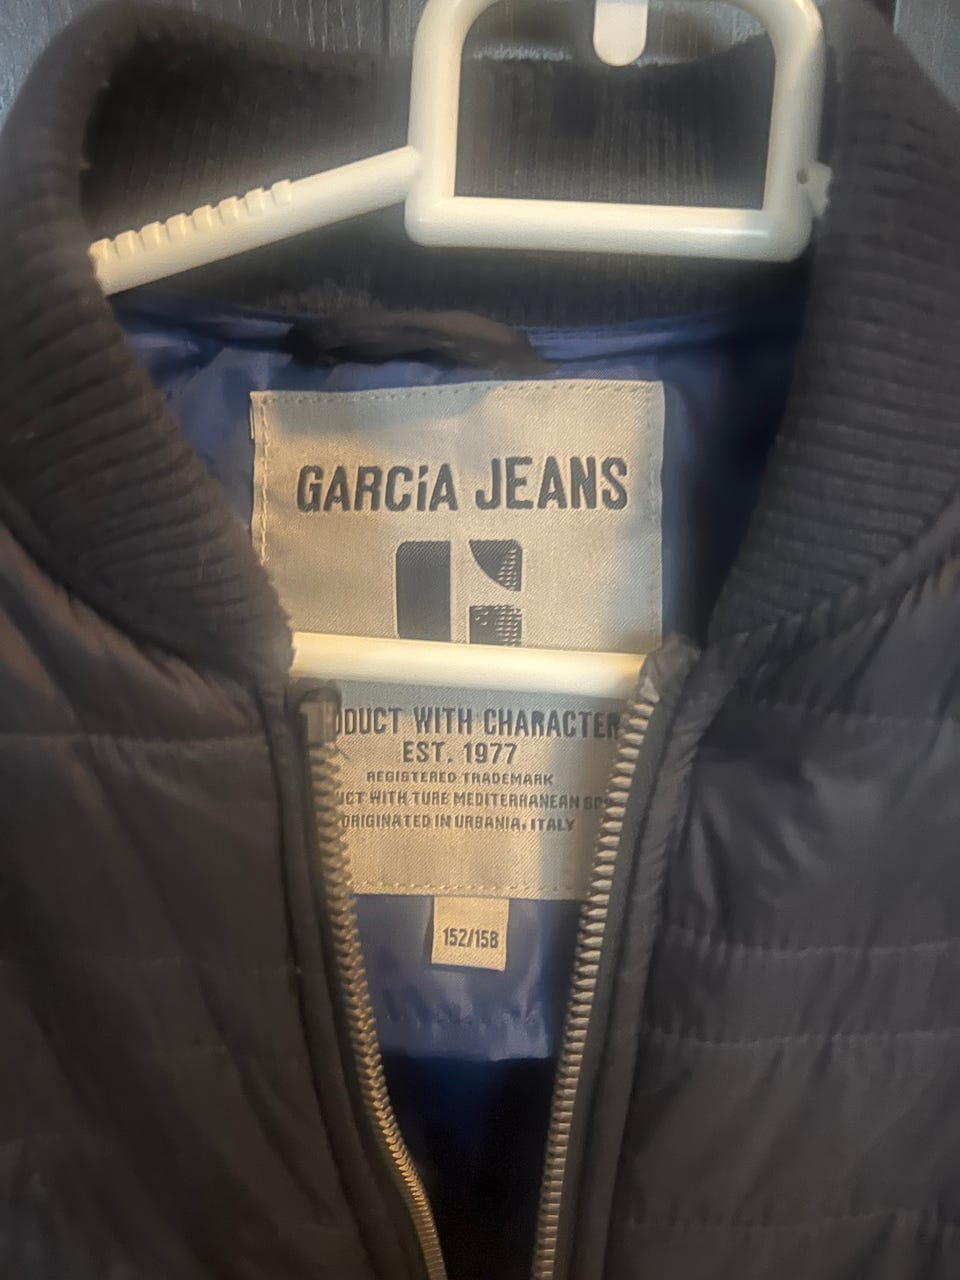 GARCiA JEANS
WITH CHARACTER
EST. 1977
REGISTERED TRADEMARK
WITH TURE MEDITERRANEAN
ORIGINATED IN URBANIA, ITALY
152/158